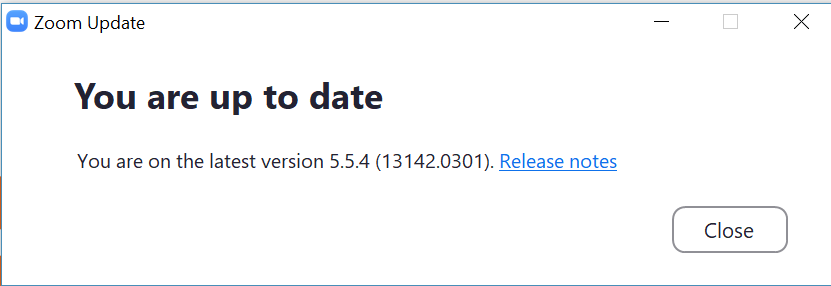 Zoom Update
You are up to date
You are on the latest version 5.5.4 (13142.0301). Release notes
Close